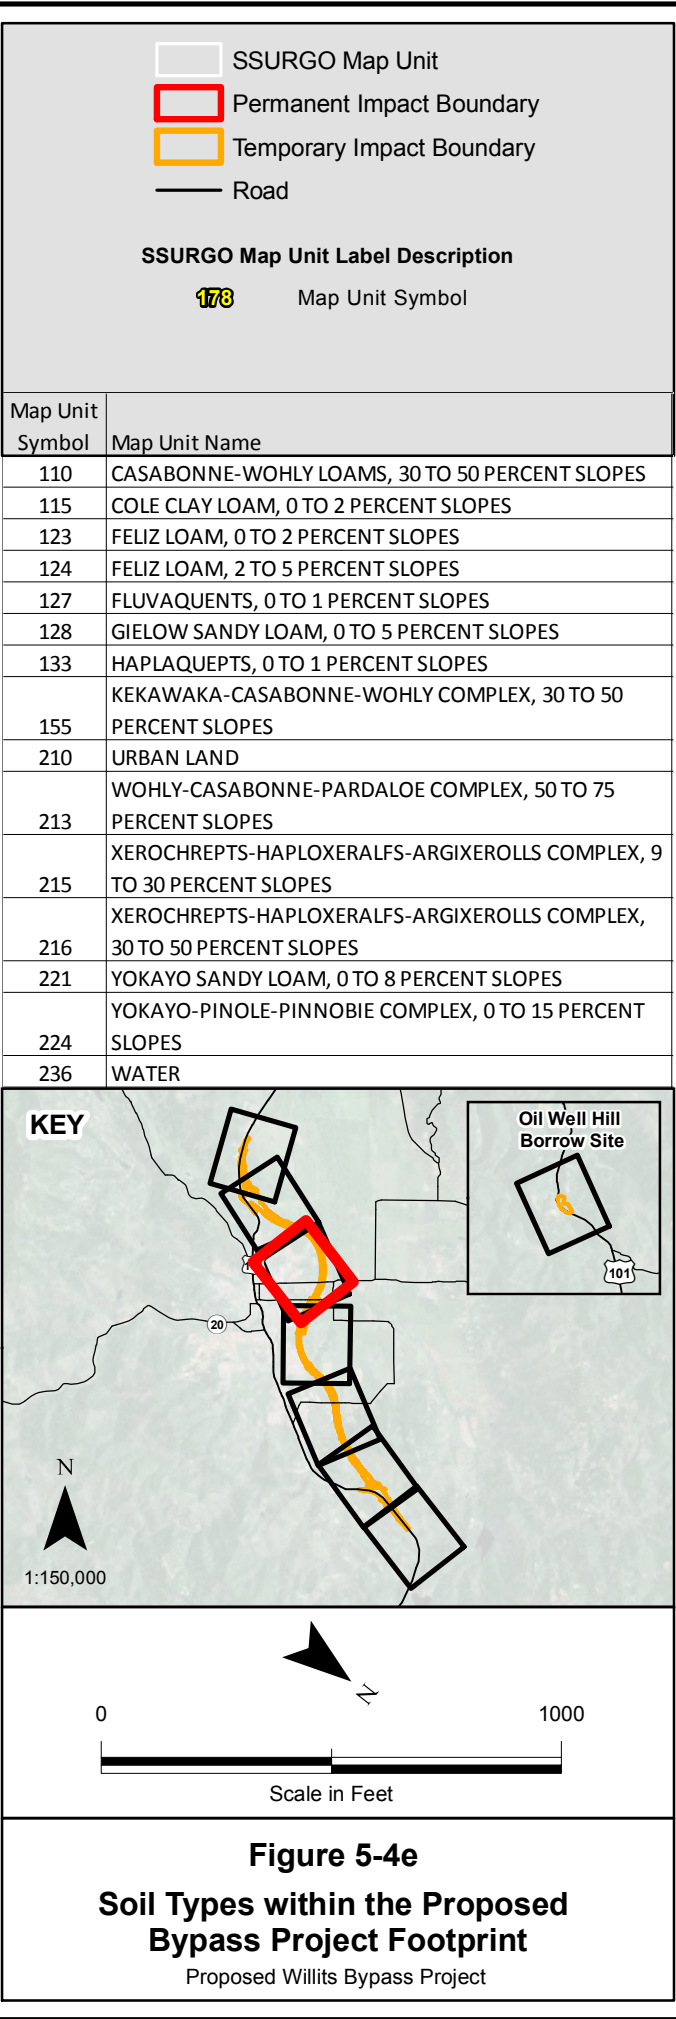 SSURGO Map Unit
Permanent Impact Boundary
Temporary Impact Boundary
Road
SSURGO Map Unit Label Description
178 Map Unit Symbol
Map Unit
Symbol Map Unit Name
110 CASABONNE-WOHLY LOAMS, 30 TO 50 PERCENT SLOPES
115 COLE CLAY LOAM, 0 TO 2 PERCENT SLOPES
123 FELIZ LOAM, 0 TO 2 PERCENT SLOPES
124 FELIZ LOAM, 2 TO 5 PERCENT SLOPES
127 FLUVAQUENTS, 0 TO 1 PERCENT SLOPES
128 GIELOW SANDY LOAM, 0 TO 5 PERCENT SLOPES
133 HAPLAQUEPTS, 0 TO 1 PERCENT SLOPES
KEKAWAKA-CASABONNE-WOHLY COMPLEX, 30 TO 50
155 PERCENT SLOPES
210 URBAN LAND
WOHLY-CASABONNE-PARDALOE COMPLEX, 50 TO 75
213 PERCENT SLOPES
XEROCHREPTS-HAPLOXERALFS-ARGIXEROLLS COMPLEX, 9
215 TO 30 PERCENT SLOPES
XEROCHREPTS-HAPLOXERALFS-ARGIXEROLLS COMPLEX,
216 30 TO 50 PERCENT SLOPES
221 YOKAYO SANDY LOAM, 0 TO 8 PERCENT SLOPES
YOKAYO-PINOLE-PINNOBIE COMPLEX, 0 TO 15 PERCENT
224 SLOPES
236 WATER
KEY
Oil Well Hill
Borrow Site
101
20
N
1:150,000
N
0 1000
Scale in Feet
Figure 5-4e
Soil Types within the Proposed
Bypass Project Footprint
Proposed Willits Bypass Project